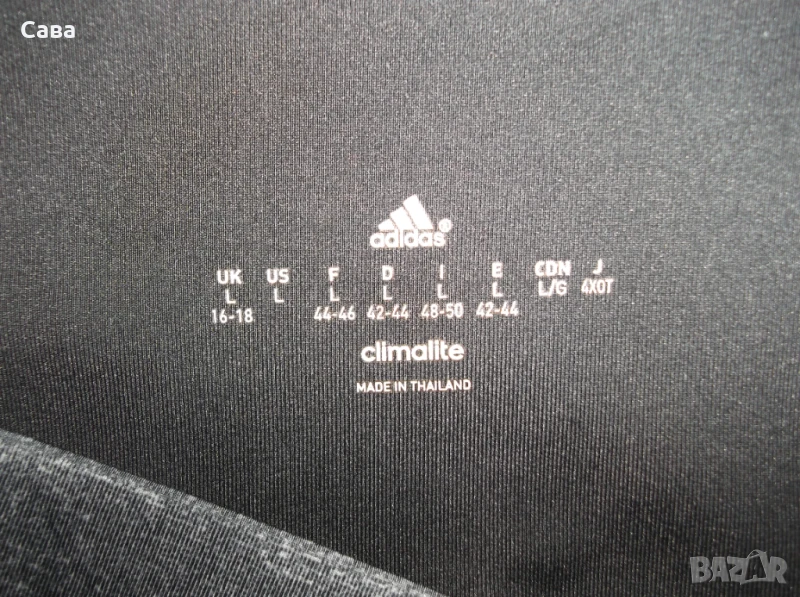 Сава
adidas®
UK US F D I E CDN J
L L L L L L L/G 4XOT
16-18 44-46 42-44 48-50 42-44
climalite
MADE IN THAILAND
BAZAR